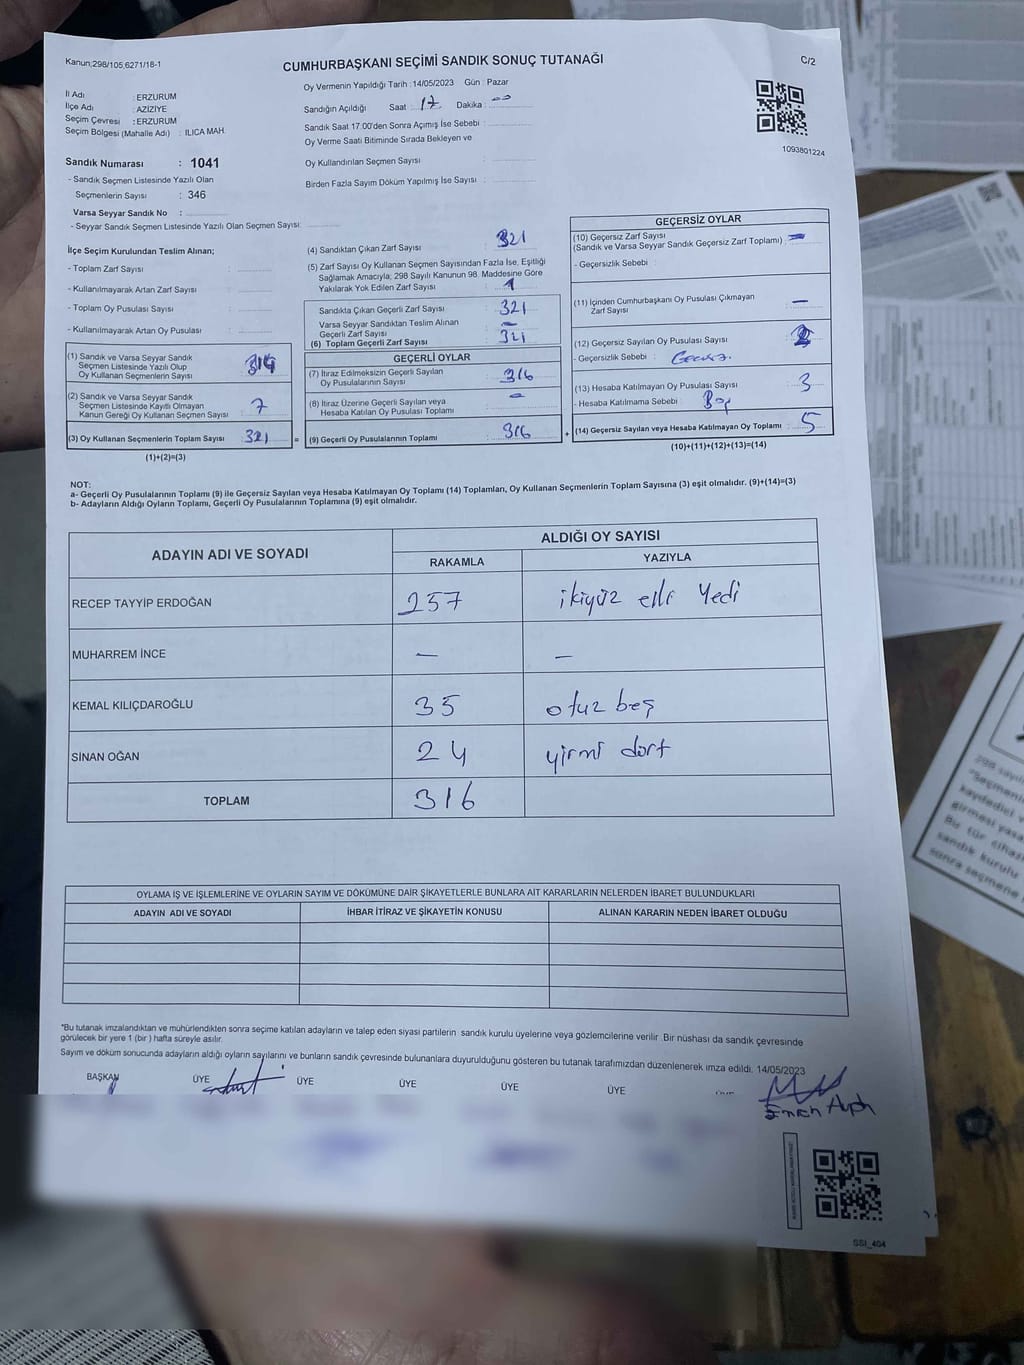 Kanun;298/105,6271/18-1
CUMHURBAŞKANI SEÇİMİ SANDIK SONUÇ TUTANAĞI
C/2
İl Adı : ERZURUM
İlçe Adı : AZİZİYE
Seçim Çevresi : ERZURUM
Seçim Bölgesi (Mahalle Adı) : ILICA MAH.
Oy Vermenin Yapıldığı Tarih : 14/05/2023 Gün : Pazar
Sandığın Açıldığı Saat : 17 Dakika : 00
Sandık Saat 17:00'den Sonra Açımış İse Sebebi :
Oy Verme Saati Bitiminde Sırada Bekleyen ve
Oy Kullandırılan Seçmen Sayısı :
Birden Fazla Sayım Döküm Yapılmış İse Sayısı :
1093801224
Sandık Numarası : 1041
- Sandık Seçmen Listesinde Yazılı Olan
Seçmenlerin Sayısı : 346
Varsa Seyyar Sandık No :
- Seyyar Sandık Seçmen Listesinde Yazılı Olan Seçmen Sayısı:
İlçe Seçim Kurulundan Teslim Alınan;
- Toplam Zarf Sayısı :
- Kullanılmayarak Artan Zarf Sayısı :
- Toplam Oy Pusulası Sayısı :
- Kullanılmayarak Artan Oy Pusulası :
(1) Sandık ve Varsa Seyyar Sandık
Seçmen Listesinde Yazılı Olup
Oy Kullanan Seçmenlerin Sayısı : 314
(2) Sandık ve Varsa Seyyar Sandık
Seçmen Listesinde Kayıtlı Olmayan
Kanun Gereği Oy Kullanan Seçmen Sayısı : 7
(3) Oy Kullanan Seçmenlerin Toplam Sayısı : 321 =
(1)+(2)=(3)
(4) Sandıktan Çıkan Zarf Sayısı : 321
(5) Zarf Sayısı Oy Kullanan Seçmen Sayısından Fazla İse, Eşitliği
Sağlamak Amacıyla; 298 Sayılı Kanunun 98. Maddesine Göre
Yakılarak Yok Edilen Zarf Sayısı :
Sandıkta Çıkan Geçerli Zarf Sayısı : 321
Varsa Seyyar Sandıktan Teslim Alınan
Geçerli Zarf Sayısı : —
(6) Toplam Geçerli Zarf Sayısı : 321
GEÇERLİ OYLAR
(7) İtiraz Edilmeksizin Geçerli Sayılan
Oy Pusulalarının Sayısı : 316
(8) İtiraz Üzerine Geçerli Sayılan veya
Hesaba Katılan Oy Pusulası Toplamı : —
(9) Geçerli Oy Pusulalarının Toplamı : 316 +
GEÇERSİZ OYLAR
(10) Geçersiz Zarf Sayısı
(Sandık ve Varsa Seyyar Sandık Geçersiz Zarf Toplamı) : —
- Geçersizlik Sebebi :
(11) İçinden Cumhurbaşkanı Oy Pusulası Çıkmayan
Zarf Sayısı : —
(12) Geçersiz Sayılan Oy Pusulası Sayısı : 2
- Geçersizlik Sebebi :
(13) Hesaba Katılmayan Oy Pusulası Sayısı : 3
- Hesaba Katılmama Sebebi : Boş
(14) Geçersiz Sayılan veya Hesaba Katılmayan Oy Toplamı : 5
(10)+(11)+(12)+(13)=(14)
NOT:
a- Geçerli Oy Pusulalarının Toplamı (9) ile Geçersiz Sayılan veya Hesaba Katılmayan Oy Toplamı (14) Toplamları, Oy Kullanan Seçmenlerin Toplam Sayısına (3) eşit olmalıdır. (9)+(14)=(3)
b- Adayların Aldığı Oyların Toplamı, Geçerli Oy Pusulalarının Toplamına (9) eşit olmalıdır.
ADAYIN ADI VE SOYADI
ALDIĞI OY SAYISI
RAKAMLA YAZIYLA
RECEP TAYYİP ERDOĞAN 257 ikiyüz elli Yedi
MUHARREM İNCE — —
KEMAL KILIÇDAROĞLU 35 otuz beş
SİNAN OĞAN 24 yirmi dört
TOPLAM 316
OYLAMA İŞ VE İŞLEMLERİNE VE OYLARIN SAYIM VE DÖKÜMÜNE DAİR ŞİKAYETLERLE BUNLARA AİT KARARLARIN NELERDEN İBARET BULUNDUKLARI
ADAYIN ADI VE SOYADI İHBAR İTİRAZ VE ŞİKAYETİN KONUSU ALINAN KARARIN NEDEN İBARET OLDUĞU
*Bu tutanak imzalandıktan ve mühürlendikten sonra seçime katılan adayların ve talep eden siyasi partilerin sandık kurulu üyelerine veya gözlemcilerine verilir. Bir nüshası da sandık çevresinde
görülecek bir yere 1 (bir) hafta süreyle asılır.
Sayım ve döküm sonucunda adayların aldığı oyların sayılarını ve bunların sandık çevresinde bulunanlara duyurulduğunu gösteren bu tutanak tarafımızdan düzenlenerek imza edildi. 14/05/2023
BAŞKAN ÜYE ÜYE ÜYE ÜYE ÜYE
SSI_404
298 sayılı
"Seçmenin
kaydedici
girmesi yasa
Bir tür cihaz
sandık kurulu
sonra seçmene